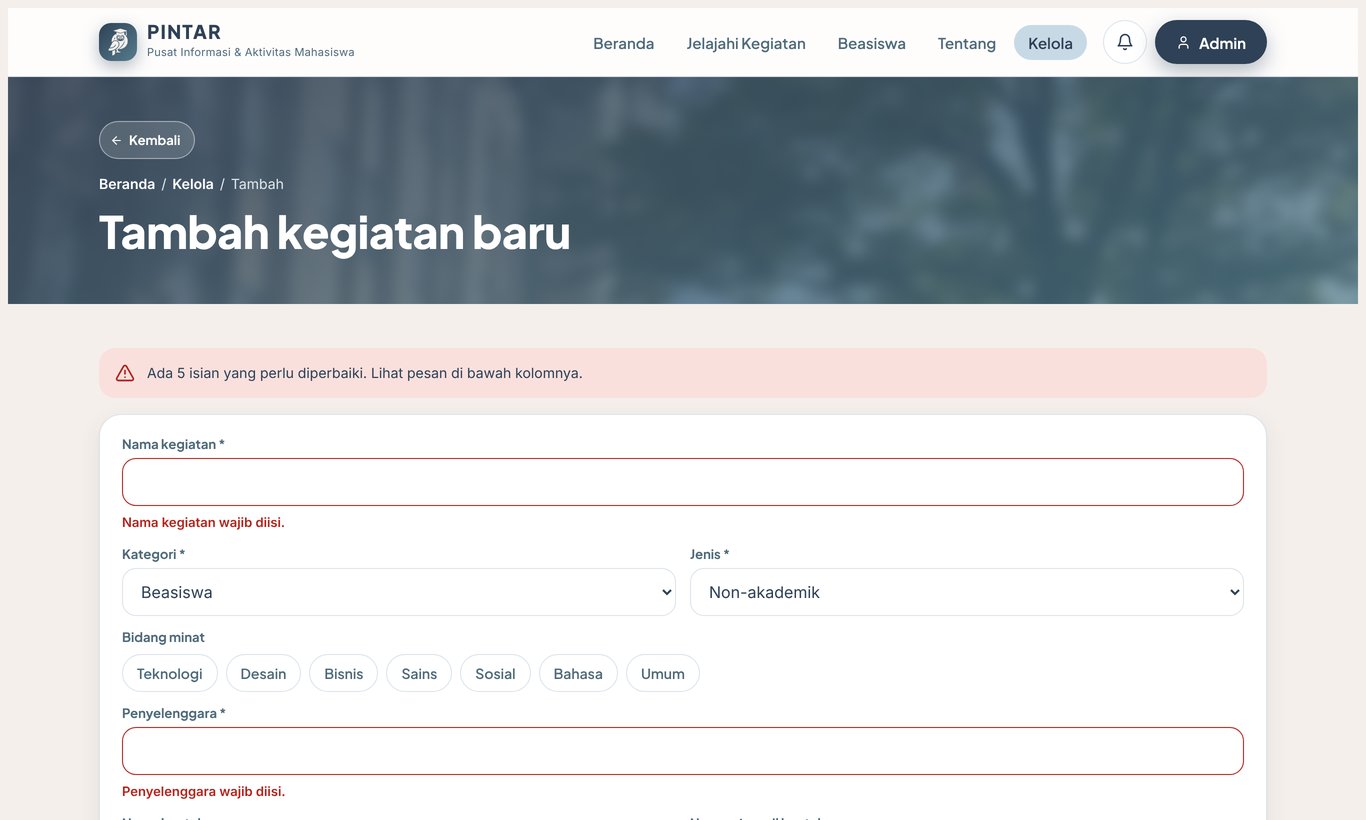 PINTAR
Pusat Informasi & Aktivitas Mahasiswa
Beranda
Jelajahi Kegiatan
Beasiswa
Tentang
Kelola
Admin
← Kembali
Beranda / Kelola / Tambah
Tambah kegiatan baru
Ada 5 isian yang perlu diperbaiki. Lihat pesan di bawah kolomnya.
Nama kegiatan *
Nama kegiatan wajib diisi.
Kategori *
Jenis *
Beasiswa
Non-akademik
Bidang minat
Teknologi
Desain
Bisnis
Sains
Sosial
Bahasa
Umum
Penyelenggara *
Penyelenggara wajib diisi.